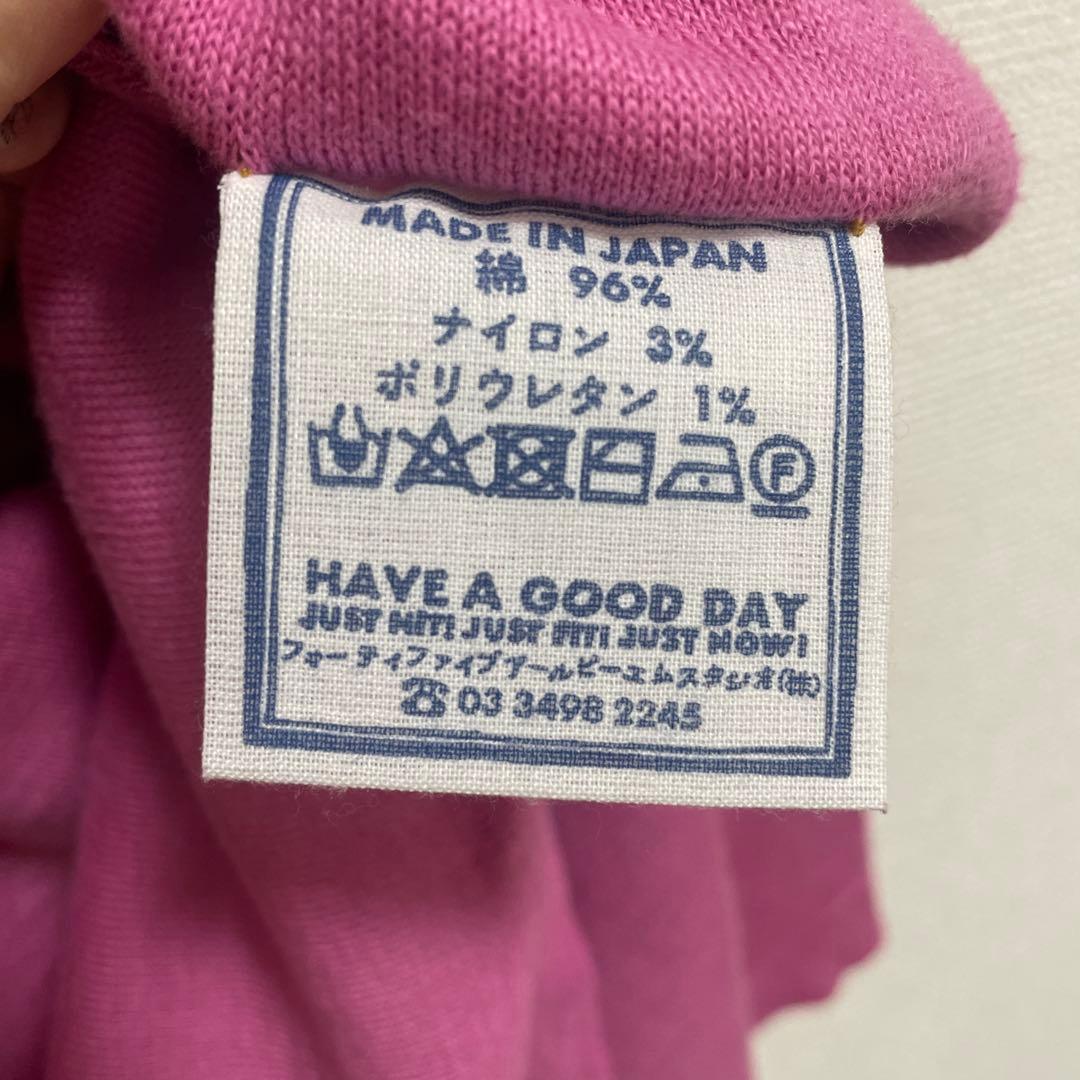 MADE IN JAPAN
綿 96%
ナイロン 3%
ポリウレタン 1%
F
HAVE A GOOD DAY
JUST NIT! JUST FIT! JUST NOW!
フォーティファイブアールピーエムスタジオ(株)
☎ 03 3498 2245